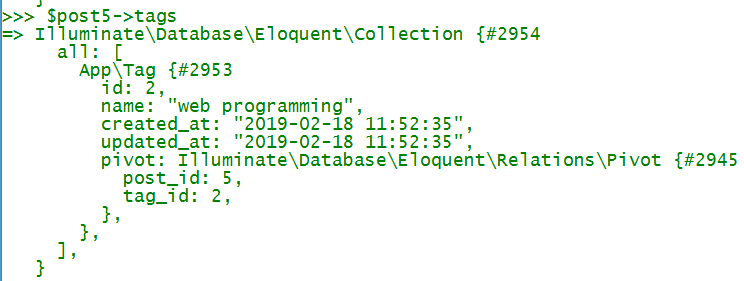 >>> $post5->tags
=> Illuminate\Database\Eloquent\Collection {#2954
     all: [
       App\Tag {#2953
         id: 2,
         name: "web programming",
         created_at: "2019-02-18 11:52:35",
         updated_at: "2019-02-18 11:52:35",
         pivot: Illuminate\Database\Eloquent\Relations\Pivot {#2945
           post_id: 5,
           tag_id: 2,
         },
       },
     ],
   }